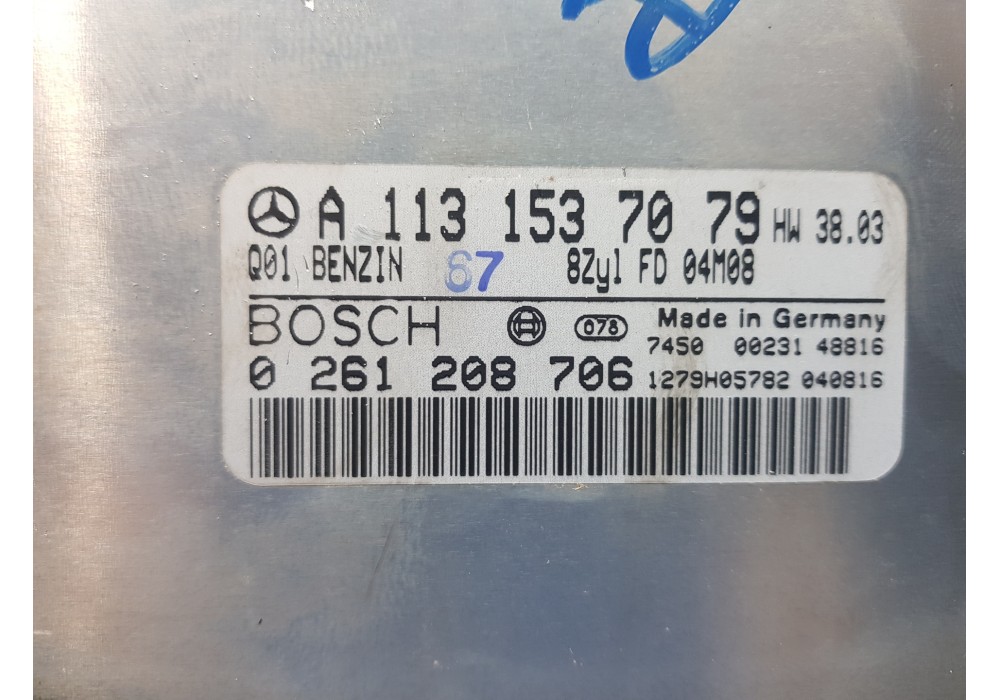 A 113 153 70 79 HW 38.03
Q01 BENZIN 67 8Zyl FD 04M08
BOSCH 078 Made in Germany
7450 00231 48816
0 261 208 706 1279H05782 040816